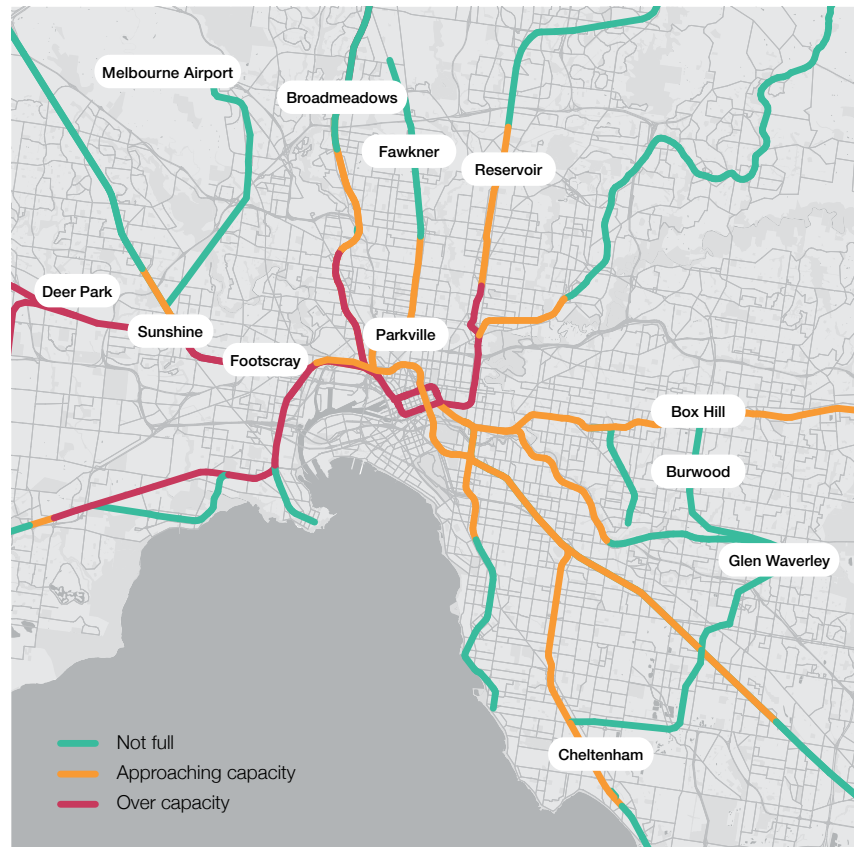 Melbourne Airport
Broadmeadows
Fawkner
Reservoir
Deer Park
Sunshine
Parkville
Footscray
Box Hill
Burwood
Glen Waverley
Cheltenham
Not full
Approaching capacity
Over capacity